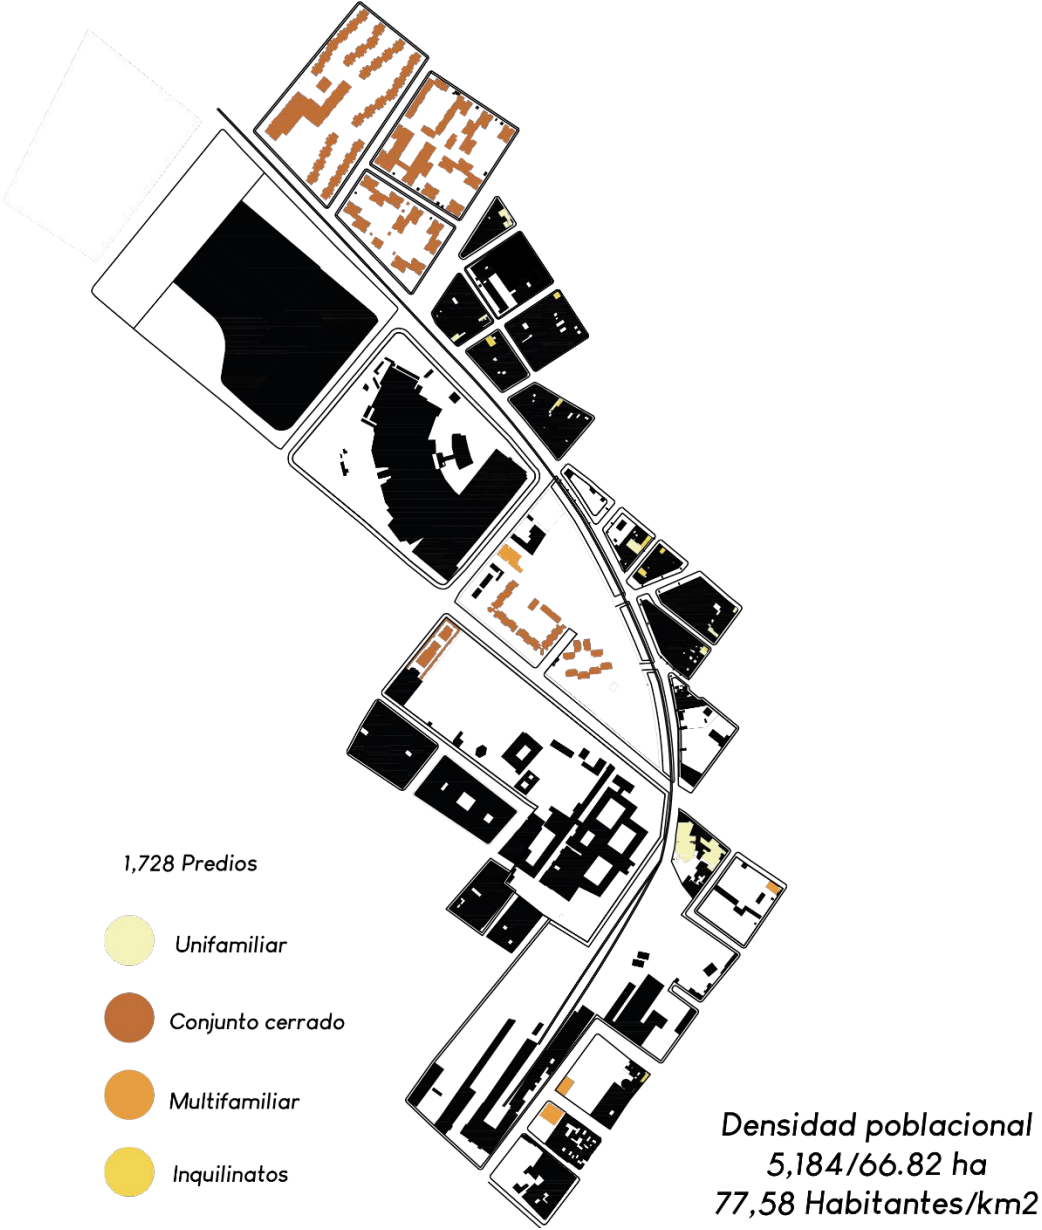 1,728 Predios
Unifamiliar
Conjunto cerrado
Multifamiliar
Inquilinatos
Densidad poblacional
5,184/66.82 ha
77,58 Habitantes/km2